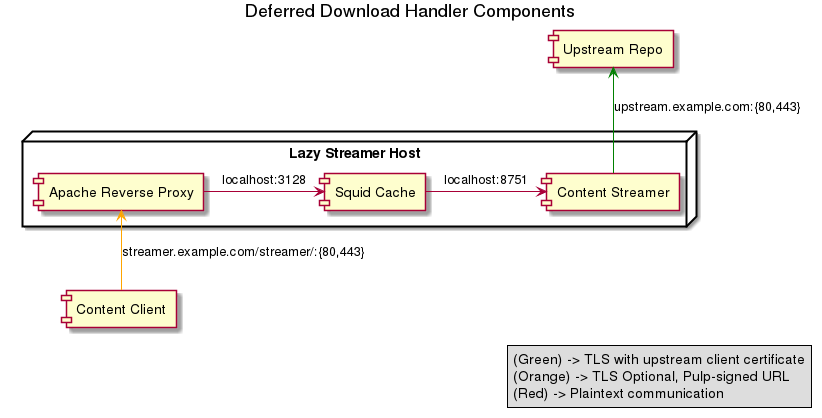 Deferred Download Handler Components
Upstream Repo
upstream.example.com:{80,443}
Lazy Streamer Host
Apache Reverse Proxy
localhost:3128
Squid Cache
localhost:8751
Content Streamer
streamer.example.com/streamer/:{80,443}
Content Client
(Green) -> TLS with upstream client certificate
(Orange) -> TLS Optional, Pulp-signed URL
(Red) -> Plaintext communication